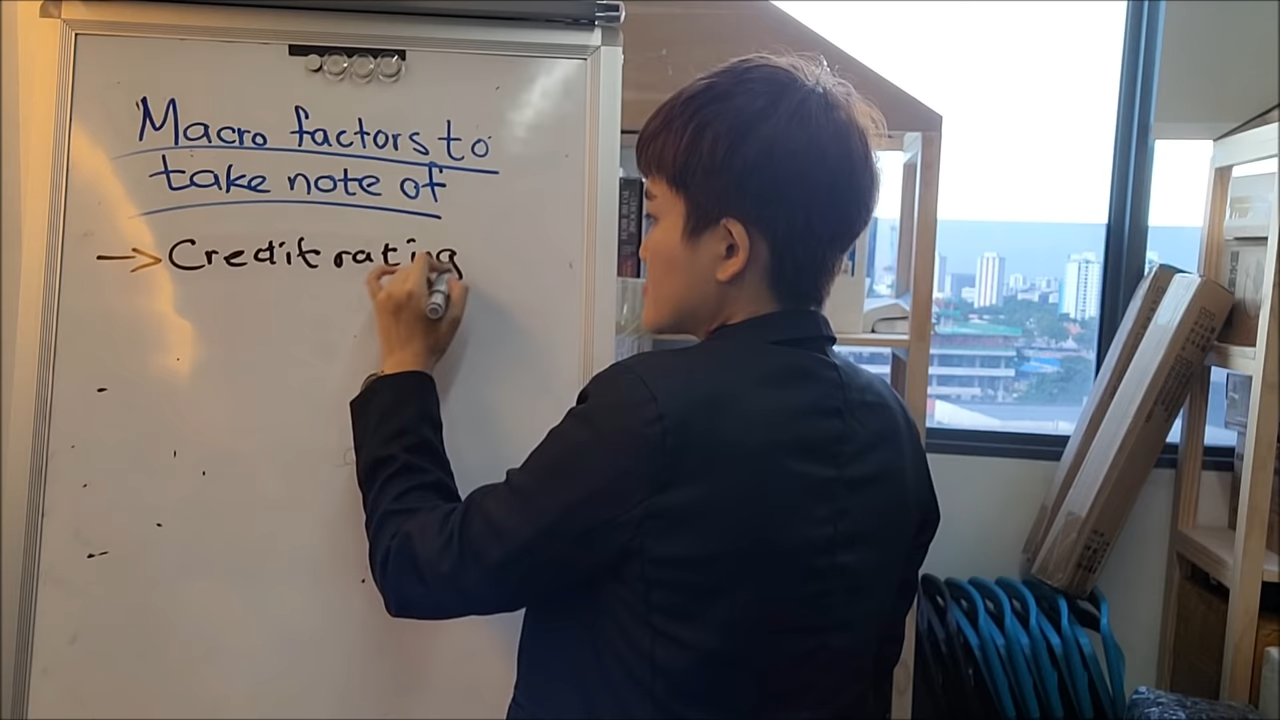 Macro factors to
take note of
→ Credit rating